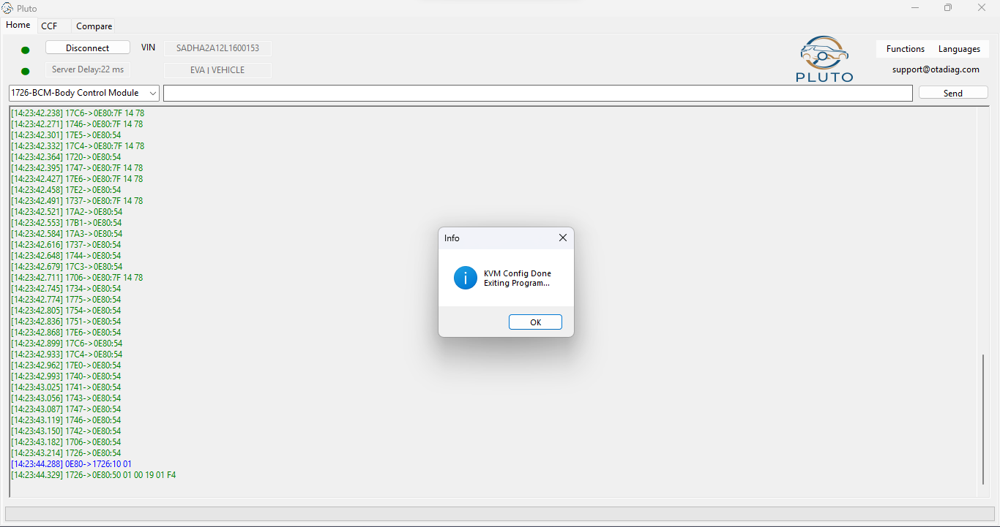 Pluto
Home CCF Compare
Disconnect VIN SADHA2A12L1600153
Functions Languages
Server Delay:22 ms EVA | VEHICLE
support@otadiag.com
PLUTO
1726-BCM-Body Control Module
Send
[14:23:42.238] 17C6->0E80:7F 14 78
[14:23:42.271] 1746->0E80:7F 14 78
[14:23:42.301] 17E5->0E80:54
[14:23:42.332] 17C4->0E80:7F 14 78
[14:23:42.364] 1720->0E80:54
[14:23:42.395] 1747->0E80:7F 14 78
[14:23:42.427] 17E6->0E80:7F 14 78
[14:23:42.458] 17E2->0E80:54
[14:23:42.491] 1737->0E80:7F 14 78
[14:23:42.521] 17A2->0E80:54
[14:23:42.553] 17B1->0E80:54
[14:23:42.584] 17A3->0E80:54
[14:23:42.616] 1737->0E80:54
[14:23:42.648] 1744->0E80:54
[14:23:42.679] 17C3->0E80:54
[14:23:42.711] 1706->0E80:7F 14 78
[14:23:42.745] 1734->0E80:54
[14:23:42.774] 1775->0E80:54
[14:23:42.805] 1754->0E80:54
[14:23:42.836] 1751->0E80:54
[14:23:42.868] 17E6->0E80:54
[14:23:42.899] 17C6->0E80:54
[14:23:42.933] 17C4->0E80:54
[14:23:42.962] 17E0->0E80:54
[14:23:42.993] 1740->0E80:54
[14:23:43.025] 1741->0E80:54
[14:23:43.056] 1743->0E80:54
[14:23:43.087] 1747->0E80:54
[14:23:43.119] 1746->0E80:54
[14:23:43.150] 1742->0E80:54
[14:23:43.182] 1706->0E80:54
[14:23:43.214] 1726->0E80:54
[14:23:44.288] 0E80->1726:10 01
[14:23:44.329] 1726->0E80:50 01 00 19 01 F4
Info
KVM Config Done
Exiting Program...
OK